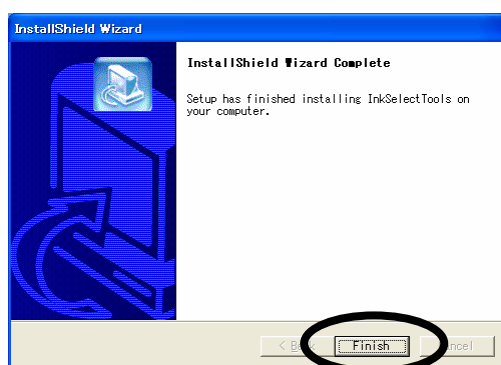 InstallShield Wizard
InstallShield Wizard Complete
Setup has finished installing InkSelectTools on
your computer.
Finish